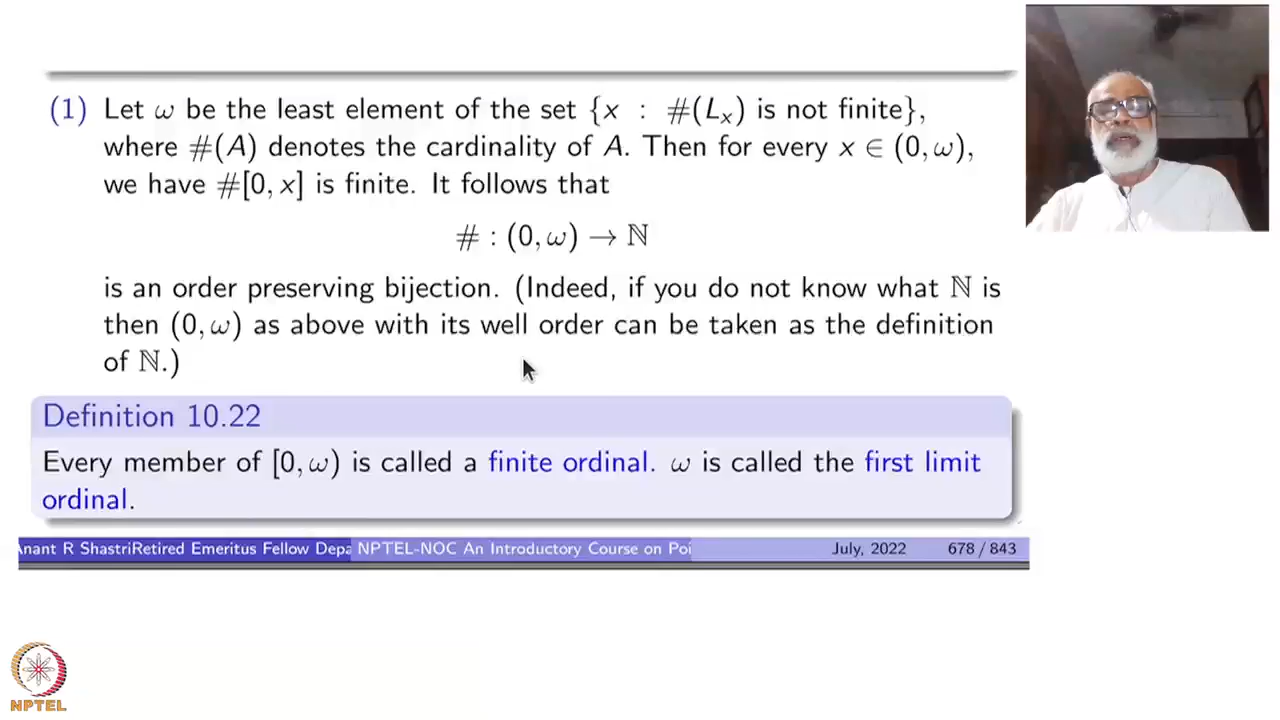 (1) Let ω be the least element of the set {x : #(Lₓ) is not finite},
where #(A) denotes the cardinality of A. Then for every x ∈ (0, ω),
we have #[0, x] is finite. It follows that
# : (0, ω) → ℕ
is an order preserving bijection. (Indeed, if you do not know what ℕ is
then (0, ω) as above with its well order can be taken as the definition
of ℕ.)
Definition 10.22
Every member of [0, ω) is called a finite ordinal. ω is called the first limit
ordinal.
Anant R ShastriRetired Emeritus Fellow Depa NPTEL-NOC An Introductory Course on Poi July, 2022 678 / 843
NPTEL